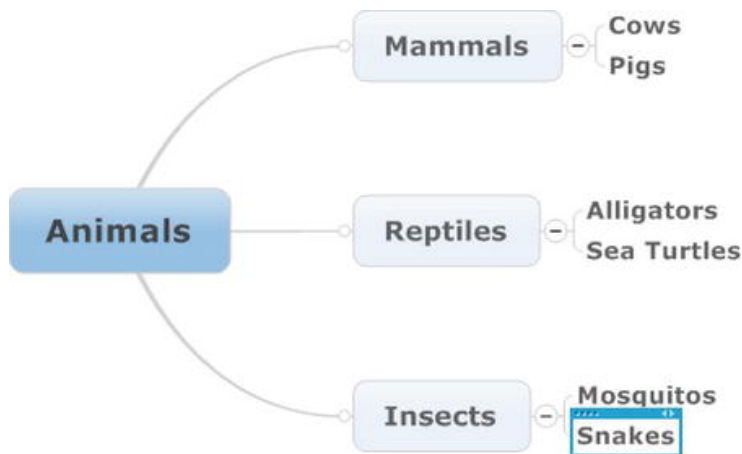 Animals
Mammals
Cows
Pigs
Reptiles
Alligators
Sea Turtles
Insects
Mosquitos
Snakes